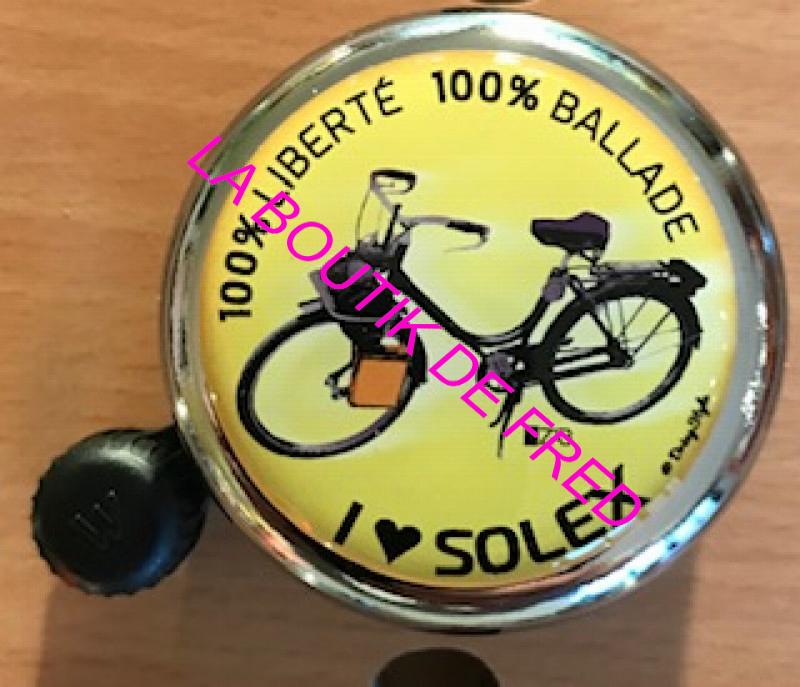 100% LIBERTÉ 100% BALLADE
I ♥ SOLEX
LA BOUTIK DE FRED
W